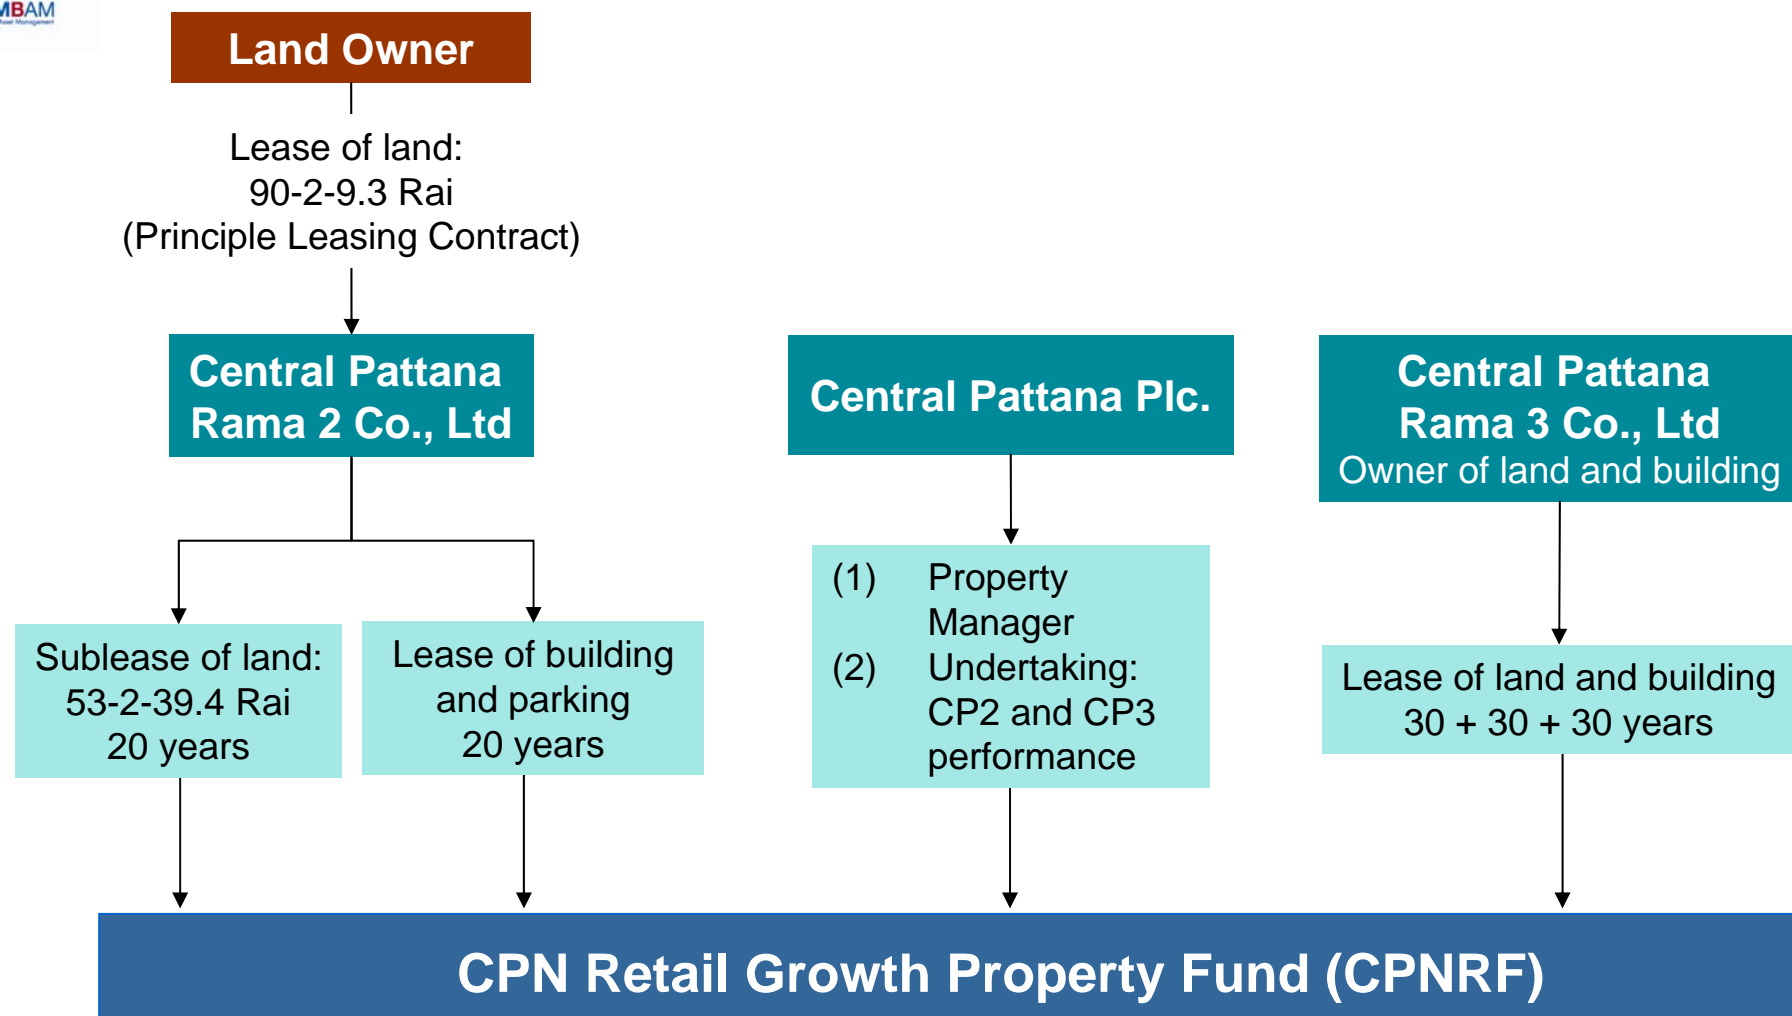 MBAM
Asset Management
Land Owner
Lease of land:
90-2-9.3 Rai
(Principle Leasing Contract)
Central Pattana
Rama 2 Co., Ltd
Central Pattana Plc.
Central Pattana
Rama 3 Co., Ltd
Owner of land and building
Sublease of land:
53-2-39.4 Rai
20 years
Lease of building
and parking
20 years
(1) Property
Manager
(2) Undertaking:
CP2 and CP3
performance
Lease of land and building
30 + 30 + 30 years
CPN Retail Growth Property Fund (CPNRF)